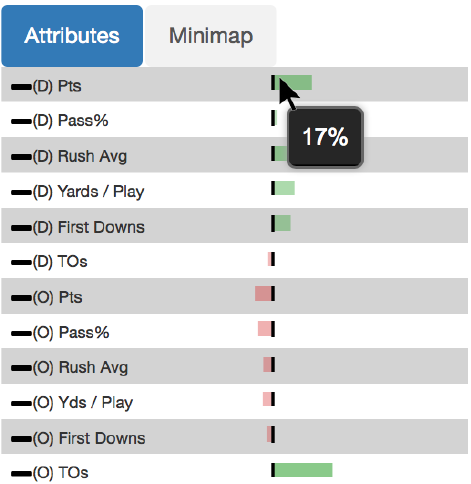 Attributes Minimap
(D) Pts
(D) Pass%
17%
(D) Rush Avg
(D) Yards / Play
(D) First Downs
(D) TOs
(O) Pts
(O) Pass%
(O) Rush Avg
(O) Yds / Play
(O) First Downs
(O) TOs